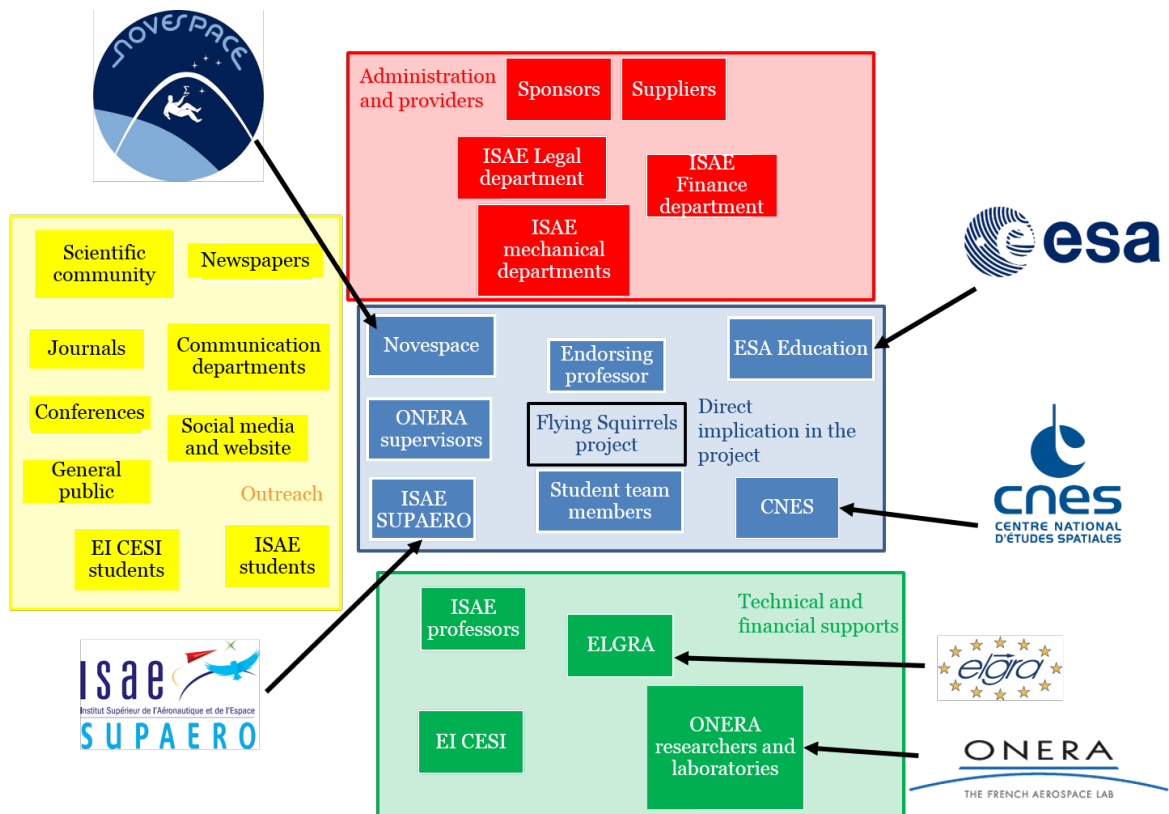 NOVESPACE
Administration
and providers
Sponsors
Suppliers
ISAE Legal
department
ISAE
Finance
department
ISAE
mechanical
departments
Scientific
community
Newspapers
Journals
Communication
departments
Conferences
Social media
and website
General
public
Outreach
EI CESI
students
ISAE
students
esa
Novespace
Endorsing
professor
ESA Education
ONERA
supervisors
Flying Squirrels
project
Direct
implication in the
project
ISAE
SUPAERO
Student team
members
CNES
cnes
CENTRE NATIONAL
D'ÉTUDES SPATIALES
ISAE
professors
ELGRA
Technical and
financial supports
EI CESI
ONERA
researchers and
laboratories
isae
Institut Supérieur de l'Aéronautique et de l'Espace
SUPAERO
elgra
ONERA
THE FRENCH AEROSPACE LAB